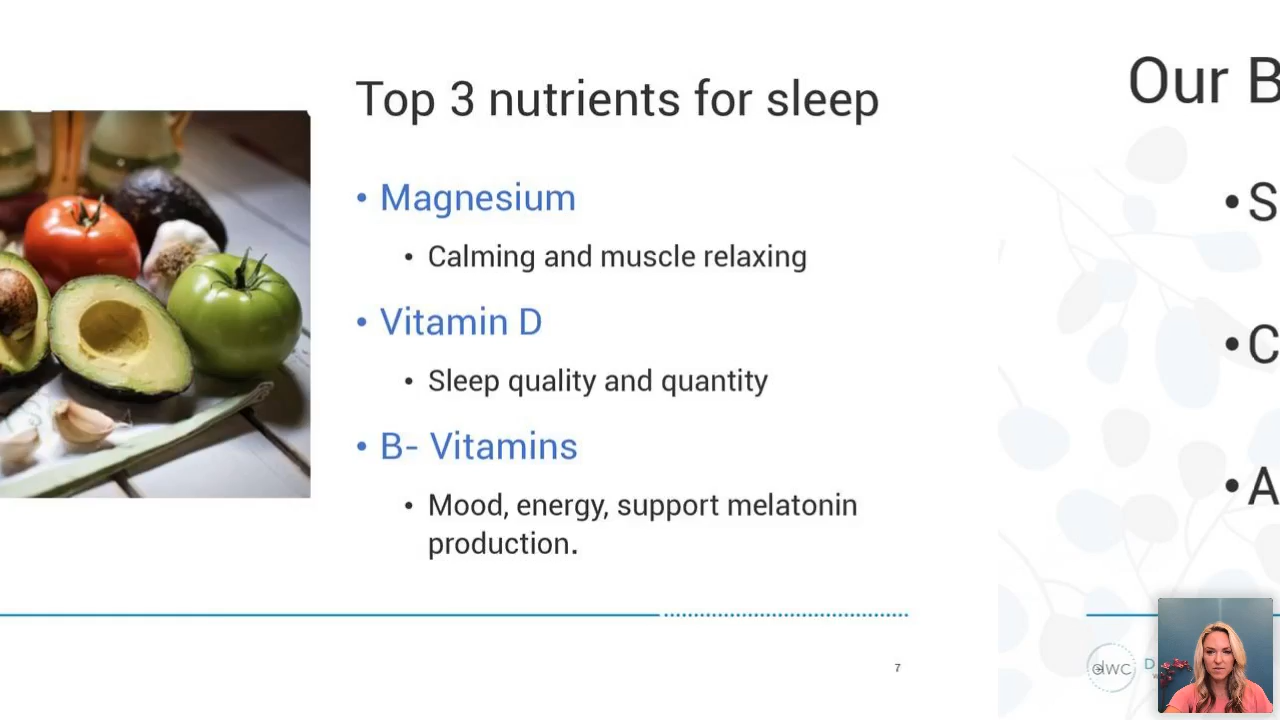 Top 3 nutrients for sleep
• Magnesium
• Calming and muscle relaxing
• Vitamin D
• Sleep quality and quantity
• B- Vitamins
• Mood, energy, support melatonin
production.
7
Our B
• S
• C
• A
dwc
D